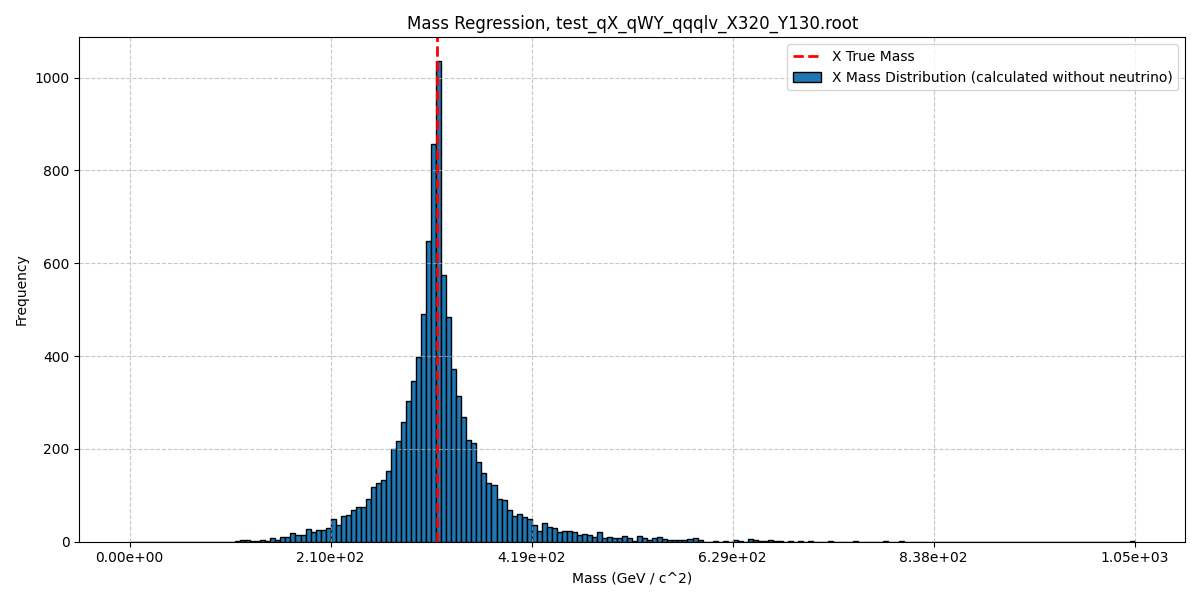 Mass Regression, test_qX_qWY_qqqlv_X320_Y130.root
X True Mass
X Mass Distribution (calculated without neutrino)
Frequency
1000
800
600
400
200
0
0.00e+00 2.10e+02 4.19e+02 6.29e+02 8.38e+02 1.05e+03
Mass (GeV / c^2)